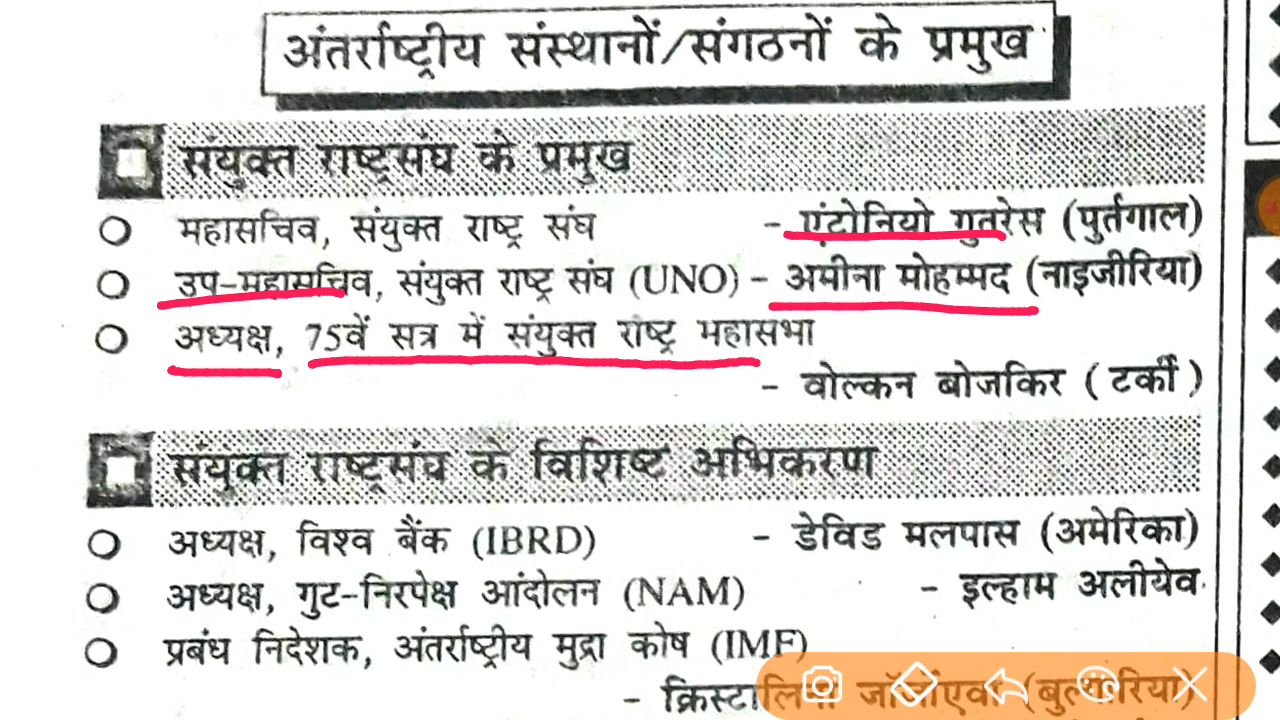 अंतर्राष्ट्रीय संस्थानों/संगठनों के प्रमुख
संयुक्त राष्ट्रसंघ के प्रमुख
महासचिव, संयुक्त राष्ट्र संघ - एंटोनियो गुतरेस (पुर्तगाल)
उप-महासचिव, संयुक्त राष्ट्र संघ (UNO) - अमीना मोहम्मद (नाइजीरिया)
अध्यक्ष, 75वें सत्र में संयुक्त राष्ट्र महासभा
- वोल्कन बोजकिर (टर्की)
संयुक्त राष्ट्रसंघ के विशिष्ट अभिकरण
अध्यक्ष, विश्व बैंक (IBRD) - डेविड मलपास (अमेरिका)
अध्यक्ष, गुट-निरपेक्ष आंदोलन (NAM) - इल्हाम अलीयेव
प्रबंध निदेशक, अंतर्राष्ट्रीय मुद्रा कोष (IMF)
- (बुल्गारिया)